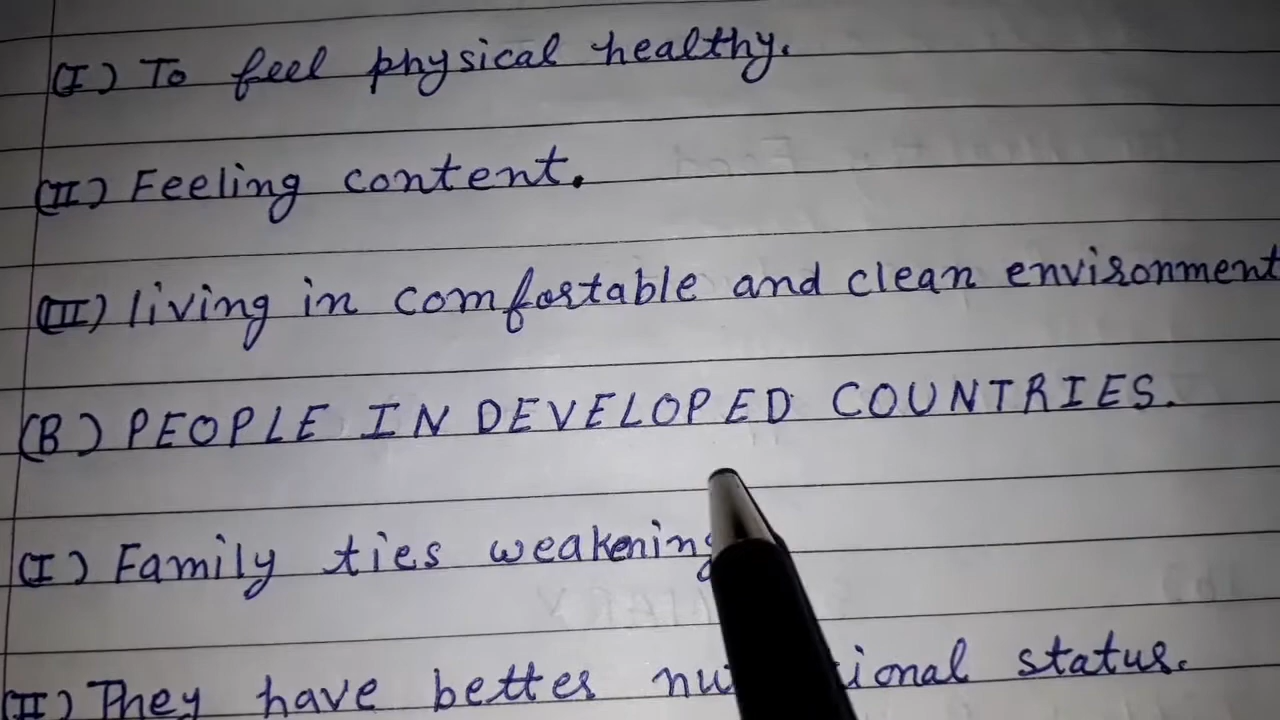 (I) To feel physical healthy.
(II) Feeling content.
(III) living in comfortable and clean environment
(B) PEOPLE IN DEVELOPED COUNTRIES.
(I) Family ties weakening
(II) They have better status.